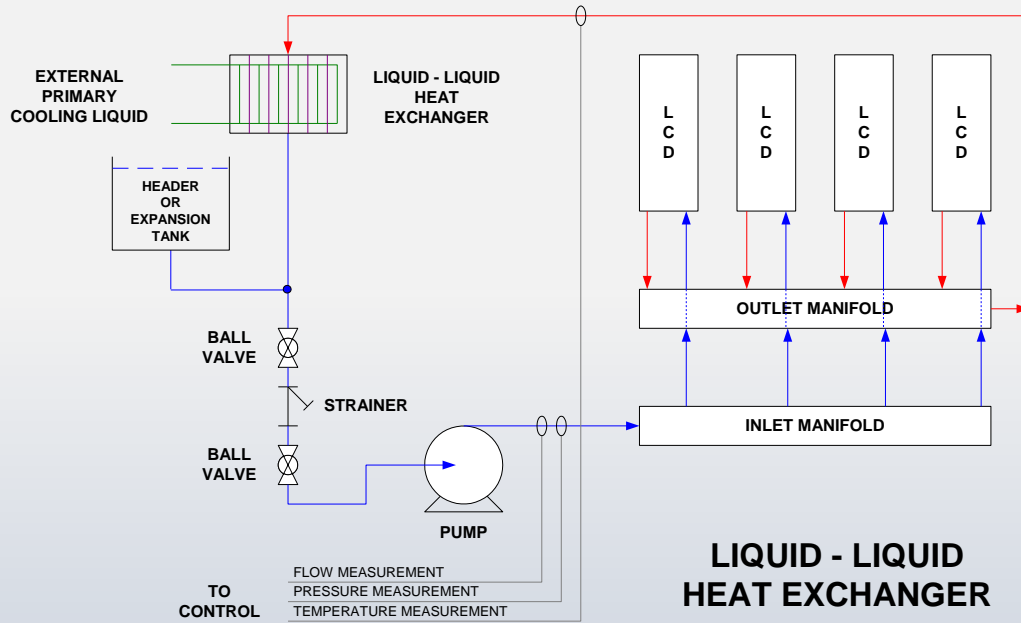 EXTERNAL
PRIMARY
COOLING LIQUID
LIQUID - LIQUID
HEAT
EXCHANGER
L
C
D
L
C
D
L
C
D
L
C
D
HEADER
OR
EXPANSION
TANK
OUTLET MANIFOLD
BALL
VALVE
STRAINER
INLET MANIFOLD
BALL
VALVE
PUMP
FLOW MEASUREMENT
PRESSURE MEASUREMENT
TEMPERATURE MEASUREMENT
TO
CONTROL
LIQUID - LIQUID
HEAT EXCHANGER